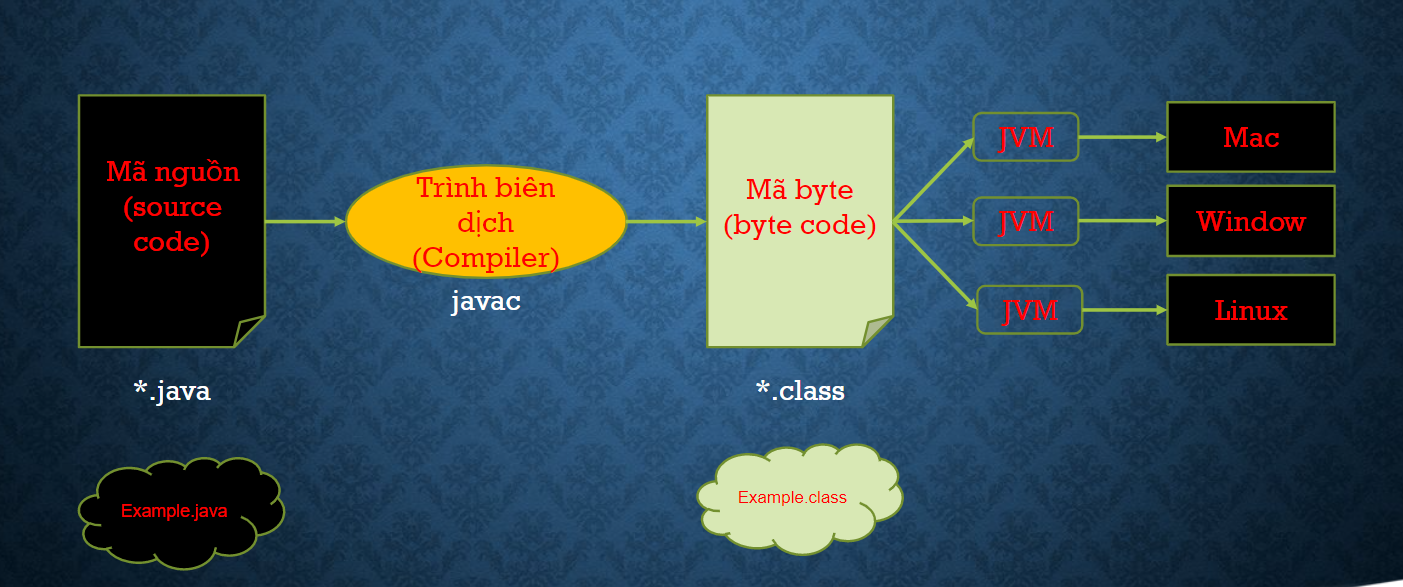 Mã nguồn
(source
code)
*.java
Example.java
Trình biên
dịch
(Compiler)
javac
Mã byte
(byte code)
*.class
Example.class
JVM
Mac
JVM
Window
JVM
Linux